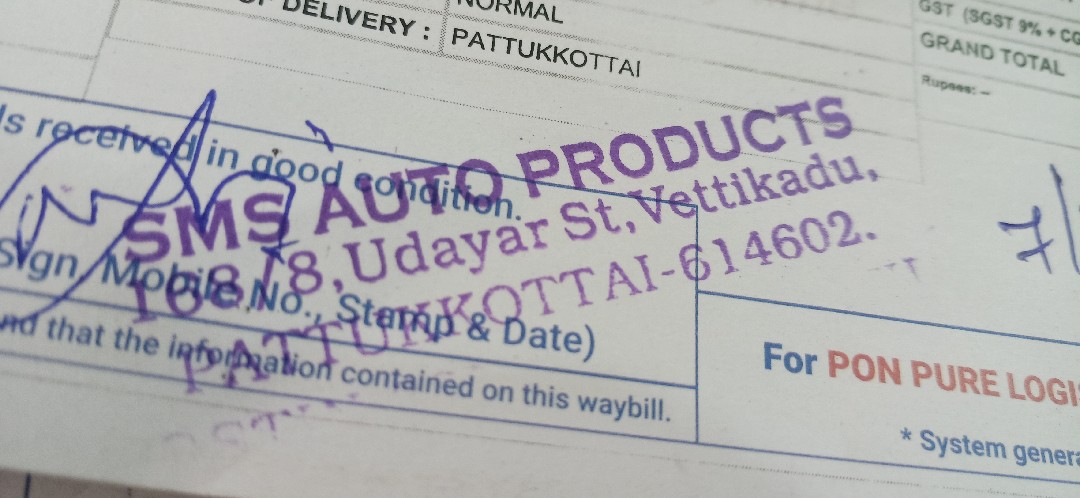 NORMAL
DELIVERY : PATTUKKOTTAI
GST (SGST 9% + CG
GRAND TOTAL
Rupees: –
ls received in good condition.
SMS AUTO PRODUCTS
Udayar St, Vettikadu,
PATTUKKOTTAI-614602.
Sign, Mobile No., Stamp & Date)
nd that the information contained on this waybill.
7/
For PON PURE LOGI
* System genera